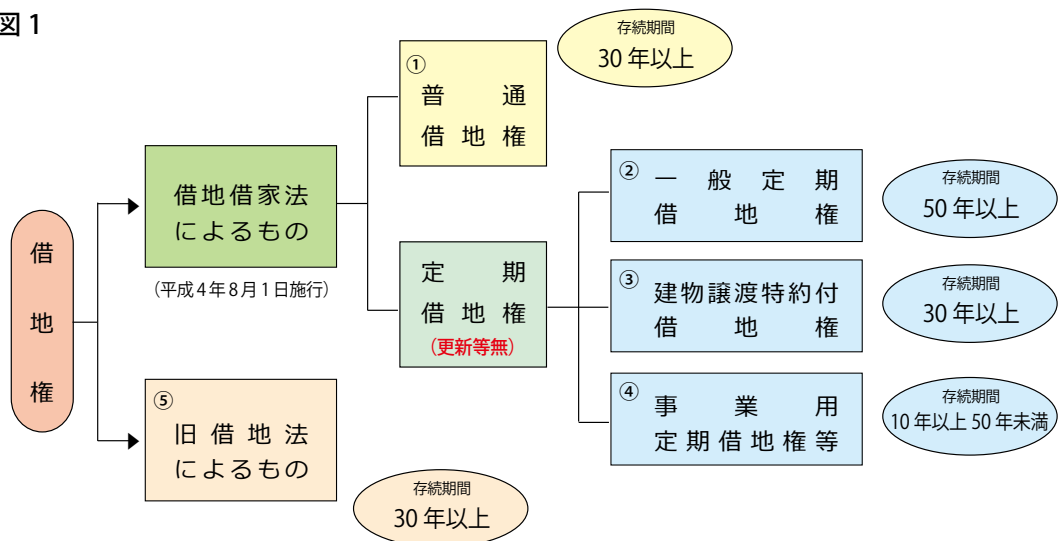 図 1
借
地
権
借地借家法
によるもの
(平成4年8月1日施行)
①
普通
借地権
存続期間
30 年以上
定期
借地権
(更新等無)
②
一般定期
借地権
存続期間
50 年以上
③
建物譲渡特約付
借地権
存続期間
30 年以上
④
事業用
定期借地権等
存続期間
10 年以上 50 年未満
⑤
旧借地法
によるもの
存続期間
30 年以上